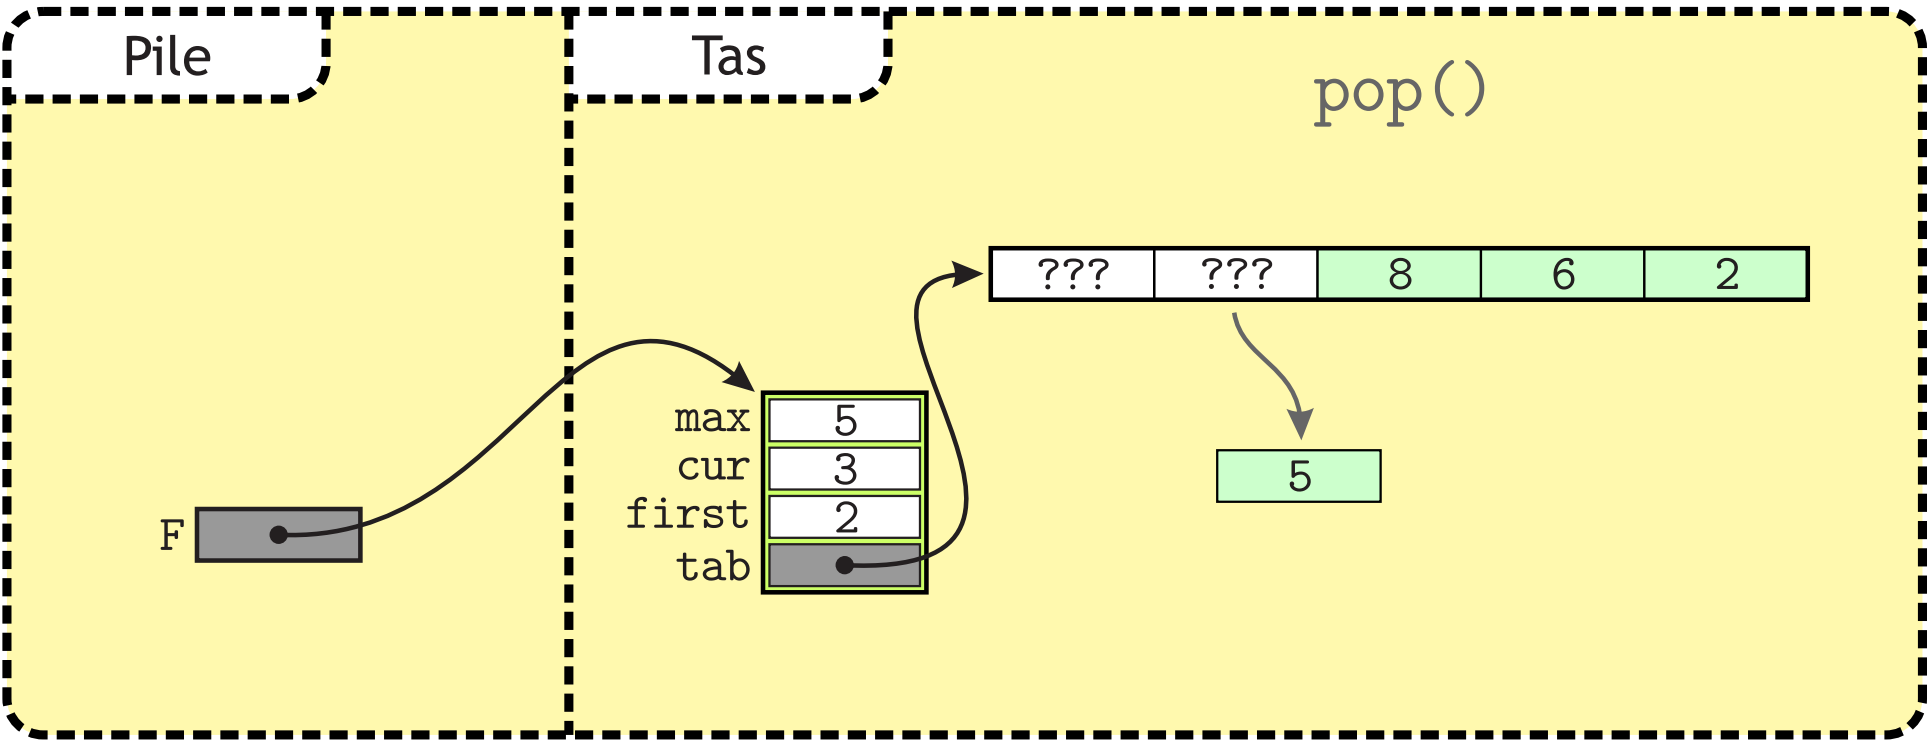 Pile
Tas
pop()
??? ??? 8 6 2
max 5
cur 3
first 2
tab
5
F